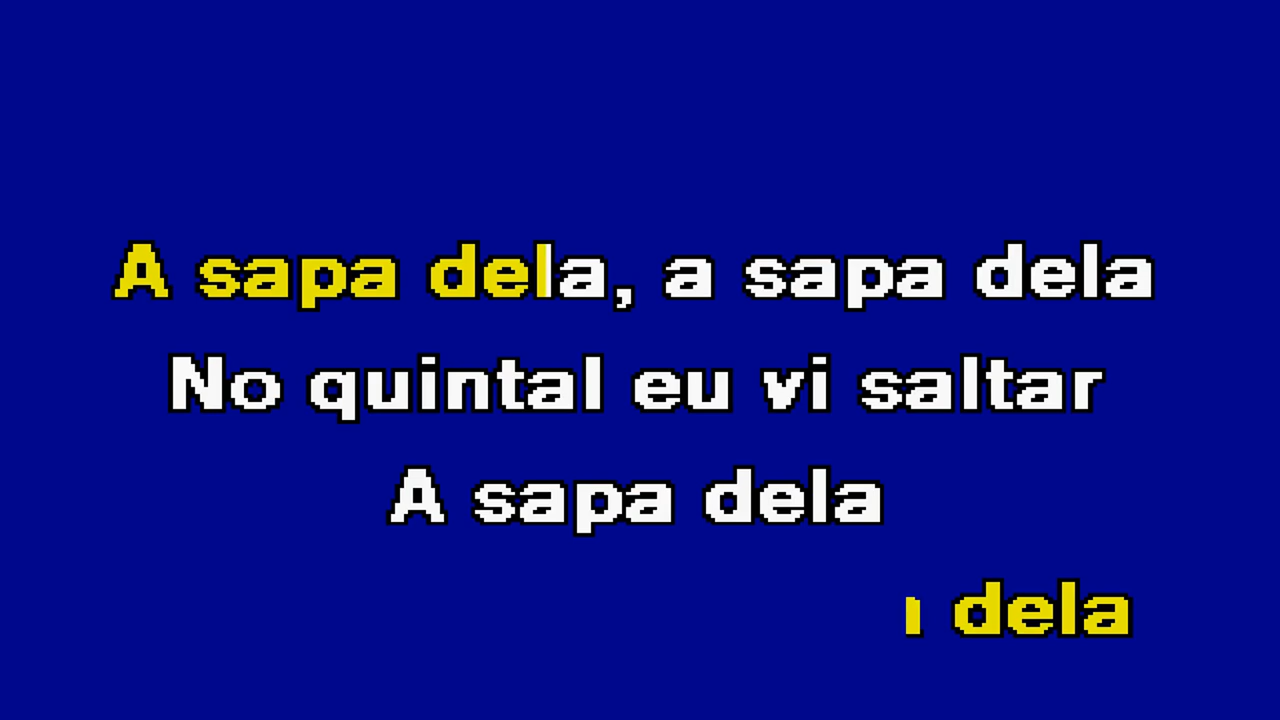 A sapa dela, a sapa dela
No quintal eu vi saltar
A sapa dela
dela